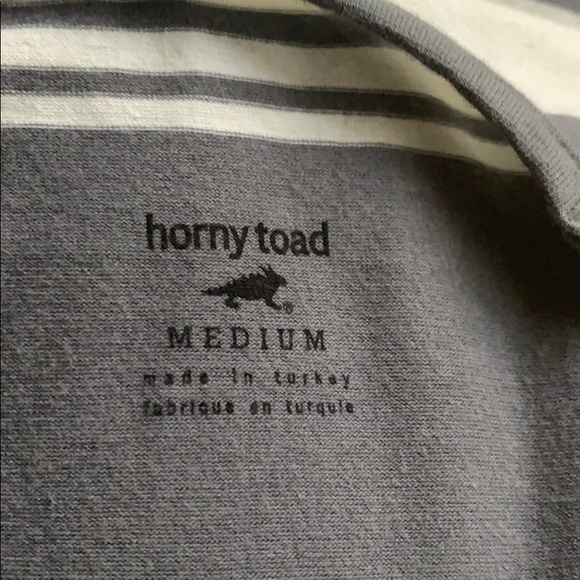 horny toad
®
MEDIUM
made in turkey
fabrique en turquie